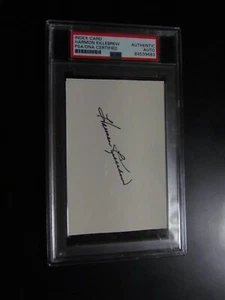 INDEX CARD
HARMON KILLEBREW
PSA/DNA CERTIFIED
AUTHENTIC
AUTO
Harmon Killebrew